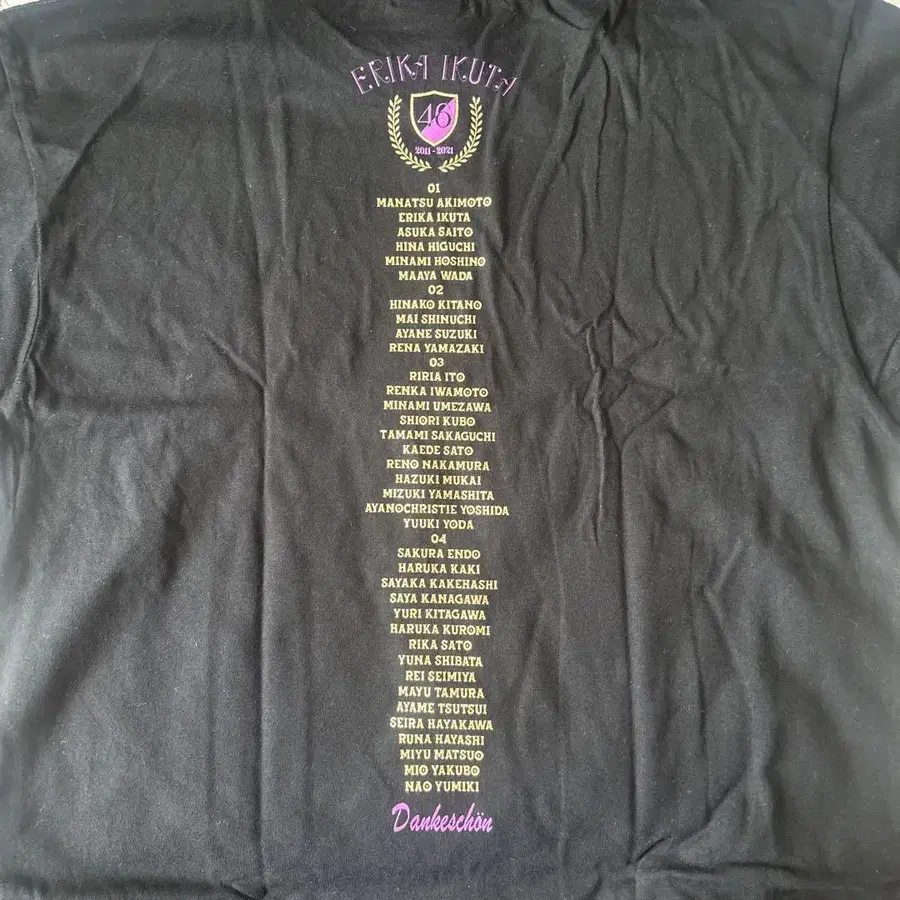 ERIKA IKUTA
46
2011-2021
01
MANATSU AKIMOTO
ERIKA IKUTA
ASUKA SAITO
HINA HIGUCHI
MINAMI HOSHINO
MAAYA WADA
02
HINAKO KITANO
MAI SHINUCHI
AYANE SUZUKI
RENA YAMAZAKI
03
RIRIA ITO
RENKA IWAMOTO
MINAMI UMEZAWA
SHIORI KUBO
TAMAMI SAKAGUCHI
KAEDE SATO
RENO NAKAMURA
HAZUKI MUKAI
MIZUKI YAMASHITA
AYANOCHRISTIE YOSHIDA
YUUKI YODA
04
SAKURA ENDO
HARUKA KAKI
SAYAKA KAKEHASHI
SAYA KANAGAWA
YURI KITAGAWA
HARUKA KUROMI
RIKA SATO
YUNA SHIBATA
REI SEIMIYA
MAYU TAMURA
AYAME TSUTSUI
SEIRA HAYAKAWA
RUNA HAYASHI
MIYU MATSUO
MIO YAKUBO
NAO YUMIKI
Dankeschön